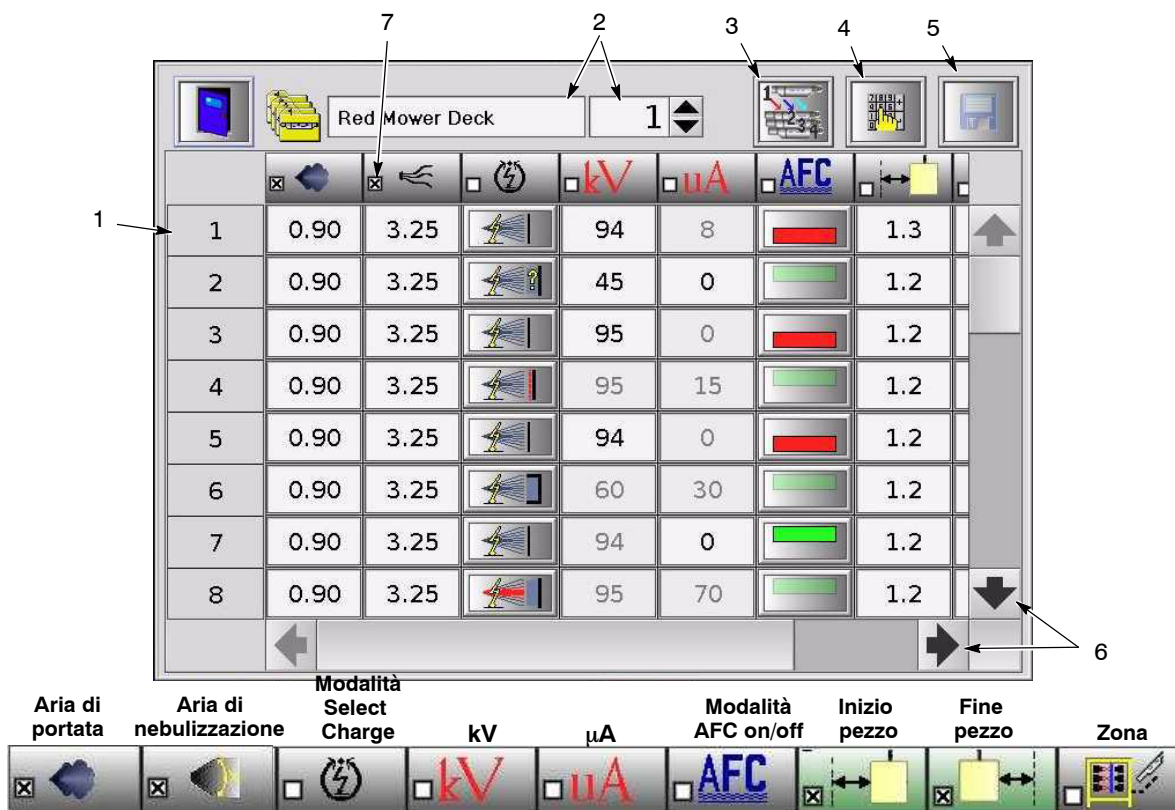 7 2 3 4 5
Red Mower Deck 1
kV uA AFC
1 0.90 3.25 94 8 1.3
1
2 0.90 3.25 ? 45 0 1.2
3 0.90 3.25 95 0 1.2
4 0.90 3.25 95 15 1.2
5 0.90 3.25 94 0 1.2
6 0.90 3.25 60 30 1.2
7 0.90 3.25 94 0 1.2
8 0.90 3.25 95 70 1.2
6
Aria di portata
Aria di nebulizzazione
Modalità Select Charge
kV
µA
Modalità AFC on/off
Inizio pezzo
Fine pezzo
Zona
kV uA AFC